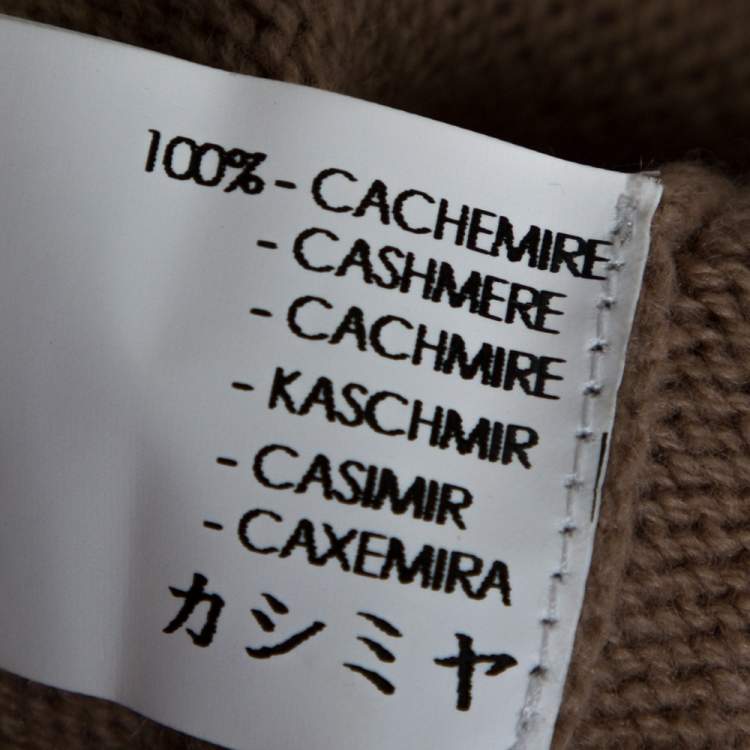 100% - CACHEMIRE
- CASHMERE
- CACHMIRE
- KASCHMIR
- CASIMIR
- CAXEMIRA
カシミヤ